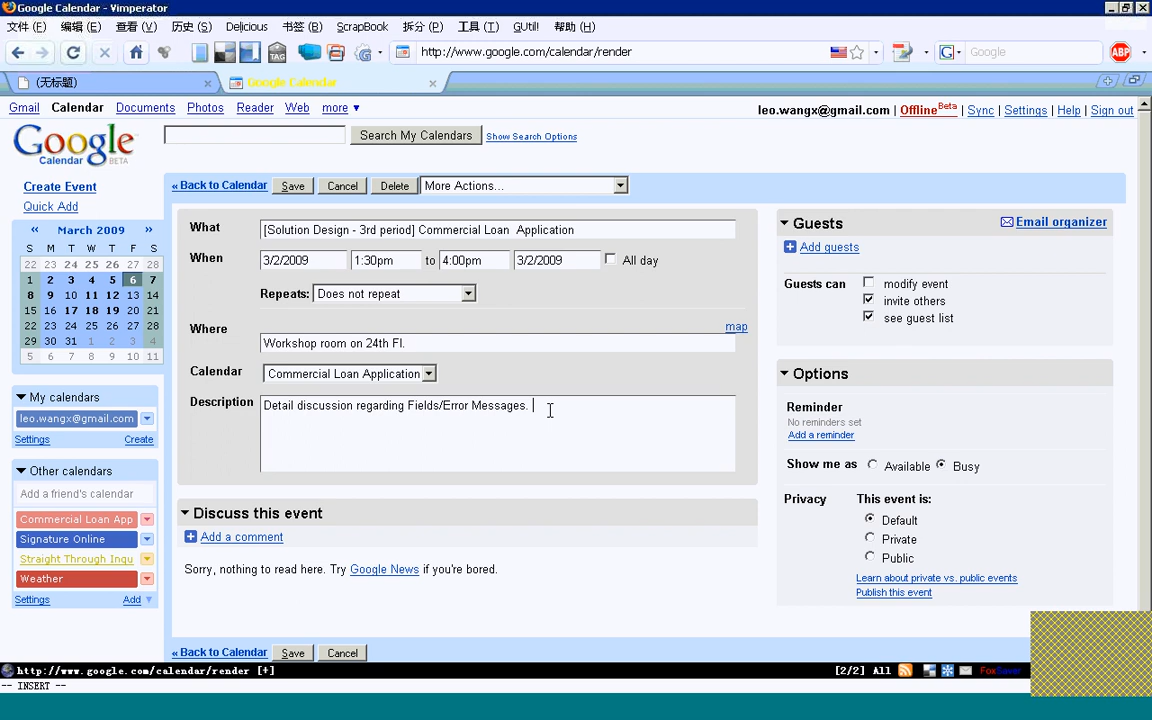 Google Calendar - Vimperator
文件 (F) 编辑 (E) 查看 (V) 历史 (S) Delicious 书签 (B) ScrapBook 拆分 (P) 工具 (T) GUtil! 帮助 (H)
TAG http://www.google.com/calendar/render G Google ABP
(无标题) Google Calendar
Gmail Calendar Documents Photos Reader Web more ▼ leo.wangx@gmail.com | Offline Beta | Sync | Settings | Help | Sign out
Google Calendar BETA
Search My Calendars Show Search Options
Create Event
Quick Add
« Back to Calendar Save Cancel Delete More Actions...
« March 2009 »
S M T W T F S
22 23 24 25 26 27 28
1 2 3 4 5 6 7
8 9 10 11 12 13 14
15 16 17 18 19 20 21
22 23 24 25 26 27 28
29 30 31 1 2 3 4
5 6 7 8 9 10 11
My calendars
leo.wangx@gmail.com
Settings Create
Other calendars
Add a friend's calendar
Commercial Loan App
Signature Online
Straight Through Inqu
Weather
Settings Add ▼
What [Solution Design - 3rd period] Commercial Loan Application
When 3/2/2009 1:30pm to 4:00pm 3/2/2009 All day
Repeats: Does not repeat
Where map
Workshop room on 24th Fl.
Calendar Commercial Loan Application
Description Detail discussion regarding Fields/Error Messages.
Discuss this event
Add a comment
Sorry, nothing to read here. Try Google News if you're bored.
Guests Email organizer
Add guests
Guests can modify event
invite others
see guest list
Options
Reminder
No reminders set
Add a reminder
Show me as Available Busy
Privacy This event is:
Default
Private
Public
Learn about private vs. public events
Publish this event
« Back to Calendar Save Cancel
http://www.google.com/calendar/render [+] [2/2] All FoxSaver
-- INSERT --